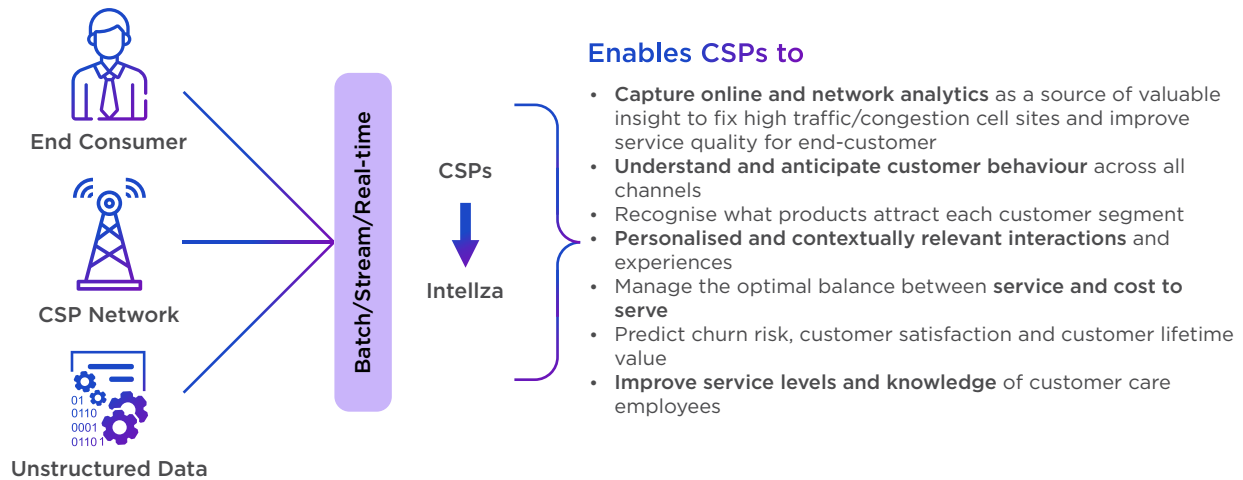 End Consumer
CSP Network
01
0110
0001
01101
Unstructured Data
Batch/Stream/Real-time
CSPs
Intellza
Enables CSPs to
• Capture online and network analytics as a source of valuable
insight to fix high traffic/congestion cell sites and improve
service quality for end-customer
• Understand and anticipate customer behaviour across all
channels
• Recognise what products attract each customer segment
• Personalised and contextually relevant interactions and
experiences
• Manage the optimal balance between service and cost to
serve
• Predict churn risk, customer satisfaction and customer lifetime
value
• Improve service levels and knowledge of customer care
employees